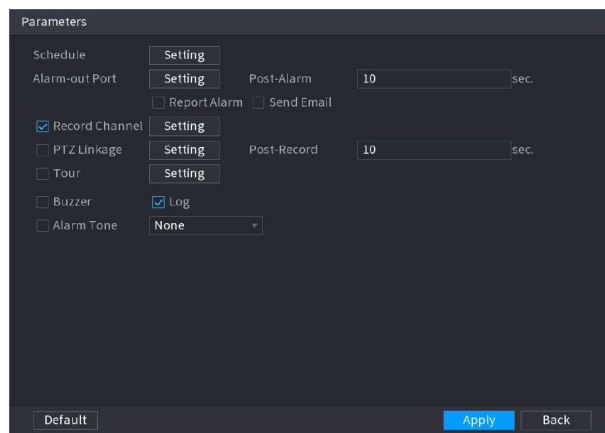 Parameters
Schedule Setting
Alarm-out Port Setting Post-Alarm 10 sec.
Report Alarm Send Email
Record Channel Setting
PTZ Linkage Setting Post-Record 10 sec.
Tour Setting
Buzzer Log
Alarm Tone None
Default Apply Back